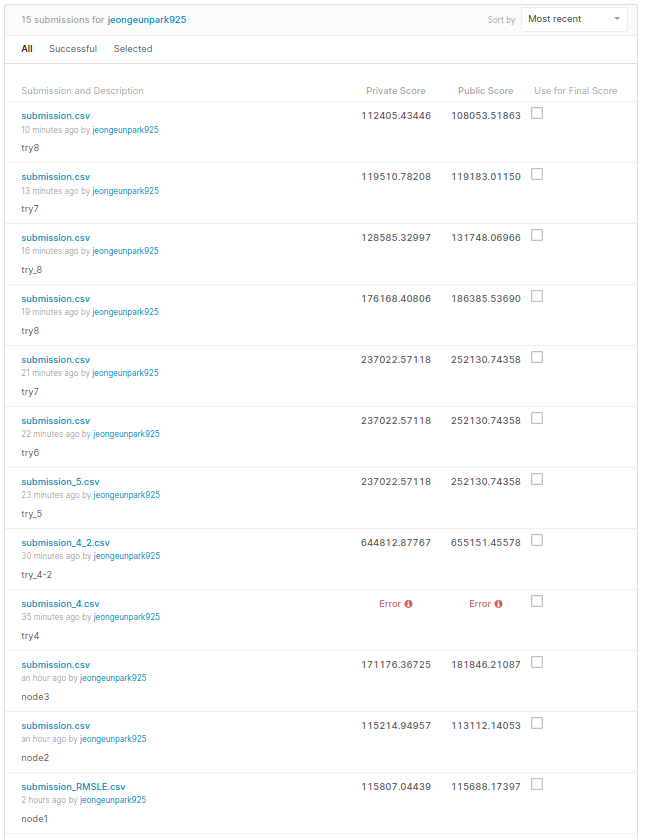 15 submissions for jeongeunpark925 Sort by Most recent
All Successful Selected
Submission and Description Private Score Public Score Use for Final Score
submission.csv 112405.43446 108053.51863
10 minutes ago by jeongeunpark925
try8
submission.csv 119510.78208 119183.01150
13 minutes ago by jeongeunpark925
try7
submission.csv 128585.32997 131748.06966
16 minutes ago by jeongeunpark925
try_8
submission.csv 176168.40806 186385.53690
19 minutes ago by jeongeunpark925
try8
submission.csv 237022.57118 252130.74358
21 minutes ago by jeongeunpark925
try7
submission.csv 237022.57118 252130.74358
22 minutes ago by jeongeunpark925
try6
submission_5.csv 237022.57118 252130.74358
23 minutes ago by jeongeunpark925
try_5
submission_4_2.csv 644812.87767 655151.45578
30 minutes ago by jeongeunpark925
try_4-2
submission_4.csv Error Error
35 minutes ago by jeongeunpark925
try4
submission.csv 171176.36725 181846.21087
an hour ago by jeongeunpark925
node3
submission.csv 115214.94957 113112.14053
an hour ago by jeongeunpark925
node2
submission_RMSLE.csv 115807.04439 115688.17397
2 hours ago by jeongeunpark925
node1